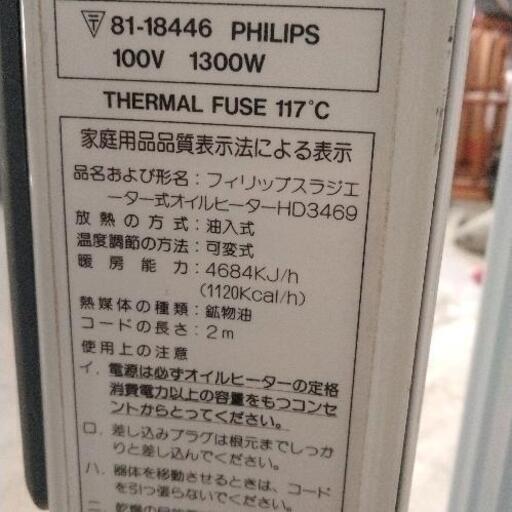 〒 81-18446 PHILIPS
100V 1300W
THERMAL FUSE 117°C
家庭用品品質表示法による表示
品名および形名：フィリップスラジエ
ーター式オイルヒーターHD3469
放熱の方式：油入式
温度調節の方法：可変式
暖房能力：4684KJ/h
(1120Kcal/h)
熱媒体の種類：鉱物油
コードの長さ：2m
使用上の注意
イ．電源は必ずオイルヒーターの定格
消費電力以上の容量をもつコンセ
ントからとってください。
ロ．差し込みプラグは根元までしっか
りと差し込んでください。
ハ．器体を移動させるときは、コード
を引っ張らないでください。
ニ．乾燥の目的